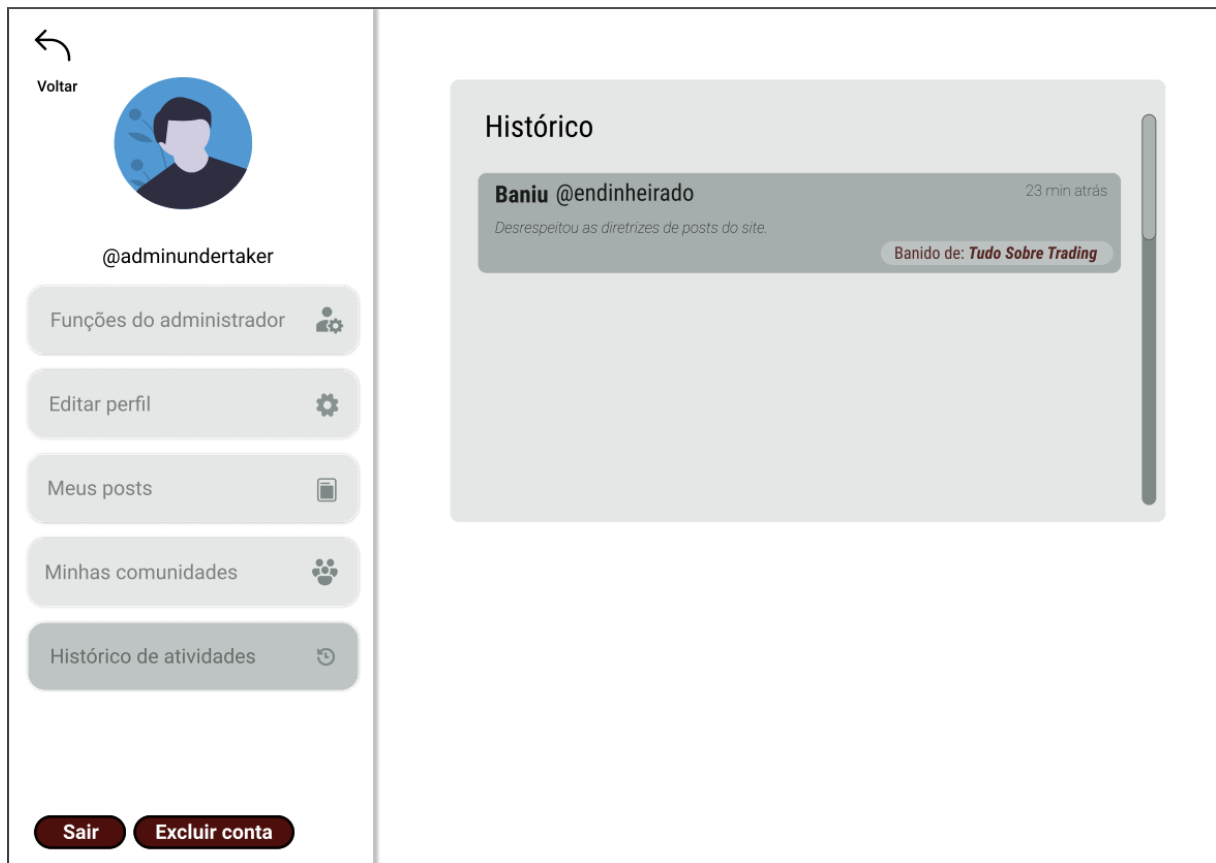 Voltar
@adminundertaker
Funções do administrador
Editar perfil
Meus posts
Minhas comunidades
Histórico de atividades
Sair
Excluir conta
Histórico
Baniu @endinheirado
23 min atrás
Desrespeitou as diretrizes de posts do site.
Banido de: Tudo Sobre Trading